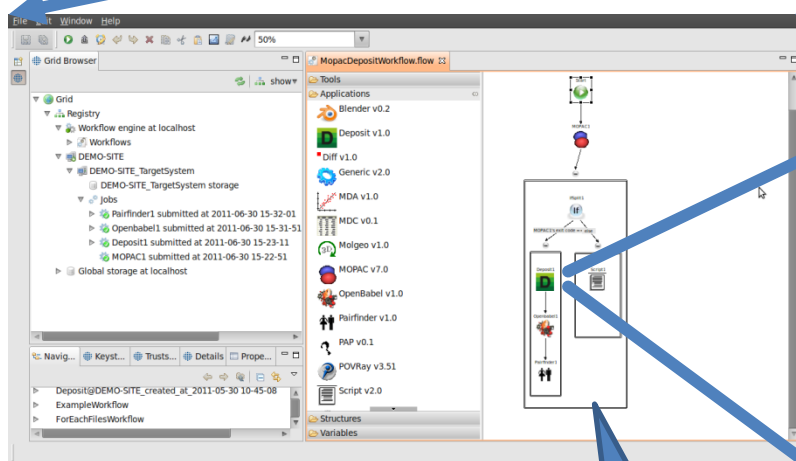 File Edit Window Help
50%
Grid Browser
show
Grid
Registry
Workflow engine at localhost
Workflows
DEMO-SITE
DEMO-SITE_TargetSystem
DEMO-SITE_TargetSystem storage
Jobs
Pairfinder1 submitted at 2011-06-30 15-32-01
Openbabel1 submitted at 2011-06-30 15-31-51
Deposit1 submitted at 2011-06-30 15-23-11
MOPAC1 submitted at 2011-06-30 15-22-51
Global storage at localhost
Navig... Keyst... Trusts... Details Prope...
Deposit@DEMO-SITE_created_at_2011-05-30 10-45-08
ExampleWorkflow
ForEachFilesWorkflow
MopacDepositWorkflow.flow
Tools
Applications
Blender v0.2
D Deposit v1.0
Diff v1.0
Generic v2.0
MDA v1.0
MDC v0.1
3D Molgeo v1.0
MOPAC v7.0
OpenBabel v1.0
Pairfinder v1.0
PAP v0.1
POVRay v3.51
Script v2.0
Structures
Variables
Start
MOPAC1
If
Deposit1
D
Script1
Openbabel1
Pairfinder1